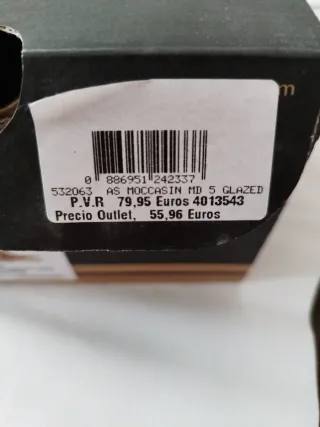 m
0 886951 242337
532063 AS MOCCASIN MD 5 GLAZED
P.V.R 79,95 Euros 4013543
Precio Outlet, 55,96 Euros